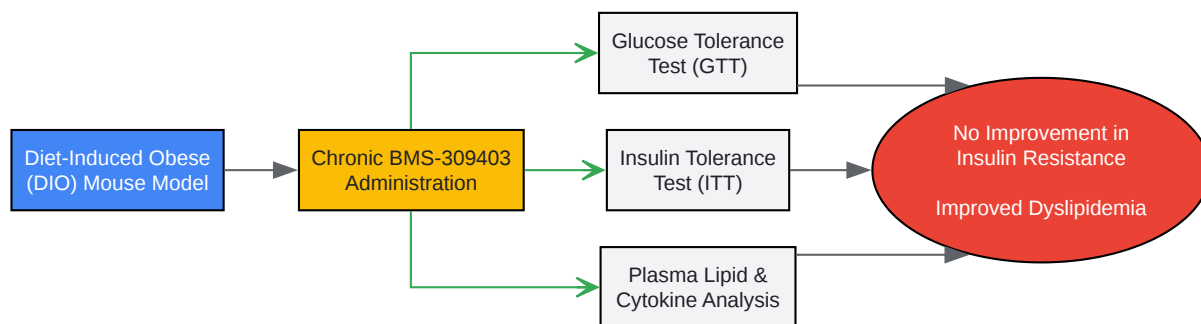 Diet-Induced Obese
(DIO) Mouse Model
Chronic BMS-309403
Administration
Glucose Tolerance
Test (GTT)
Insulin Tolerance
Test (ITT)
Plasma Lipid &
Cytokine Analysis
No Improvement in
Insulin Resistance
Improved Dyslipidemia